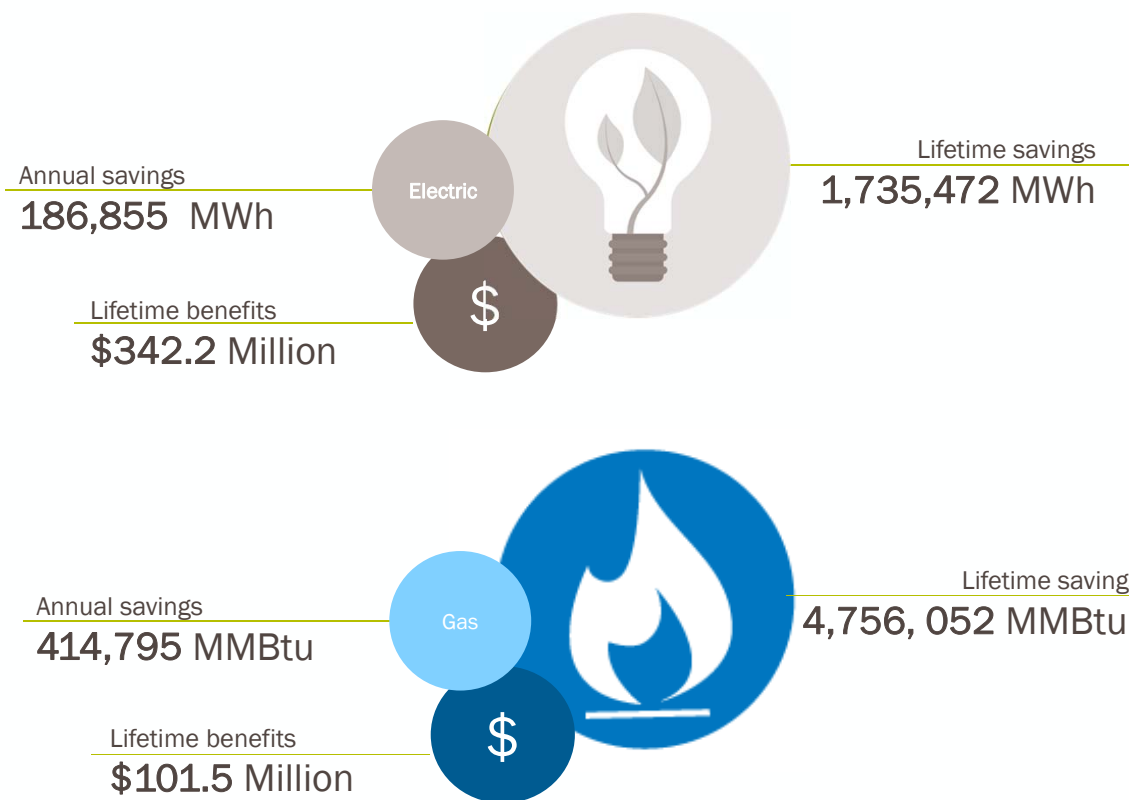 Annual savings
186,855 MWh
Electric
Lifetime savings
1,735,472 MWh
Lifetime benefits
$342.2 Million
$
Annual savings
414,795 MMBtu
Gas
Lifetime saving
4,756, 052 MMBtu
Lifetime benefits
$101.5 Million
$